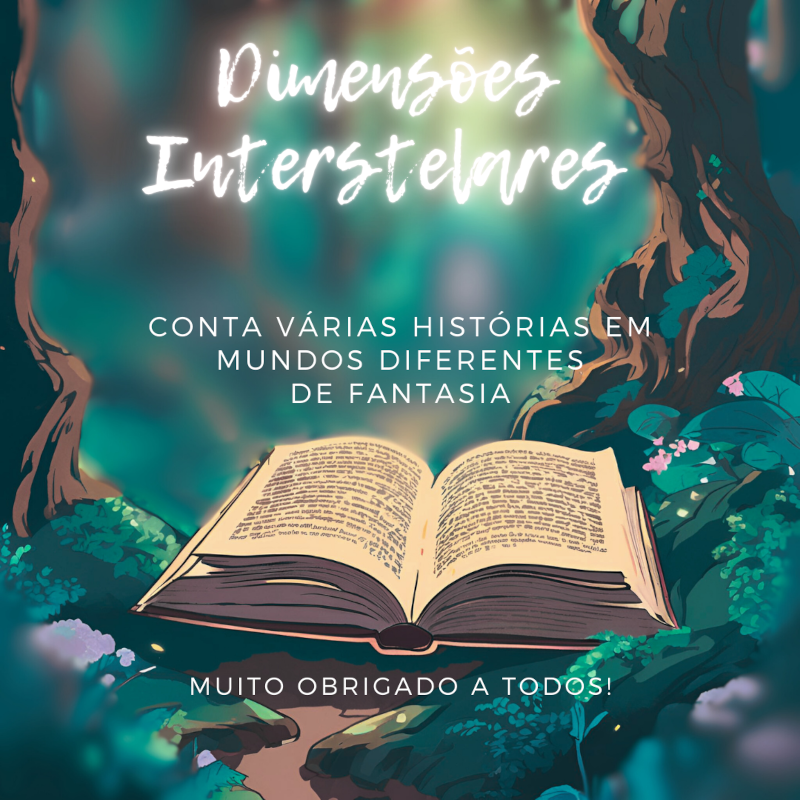 Dimensões
Interstelares
CONTA VÁRIAS HISTÓRIAS EM
MUNDOS DIFERENTES
DE FANTASIA
MUITO OBRIGADO A TODOS!